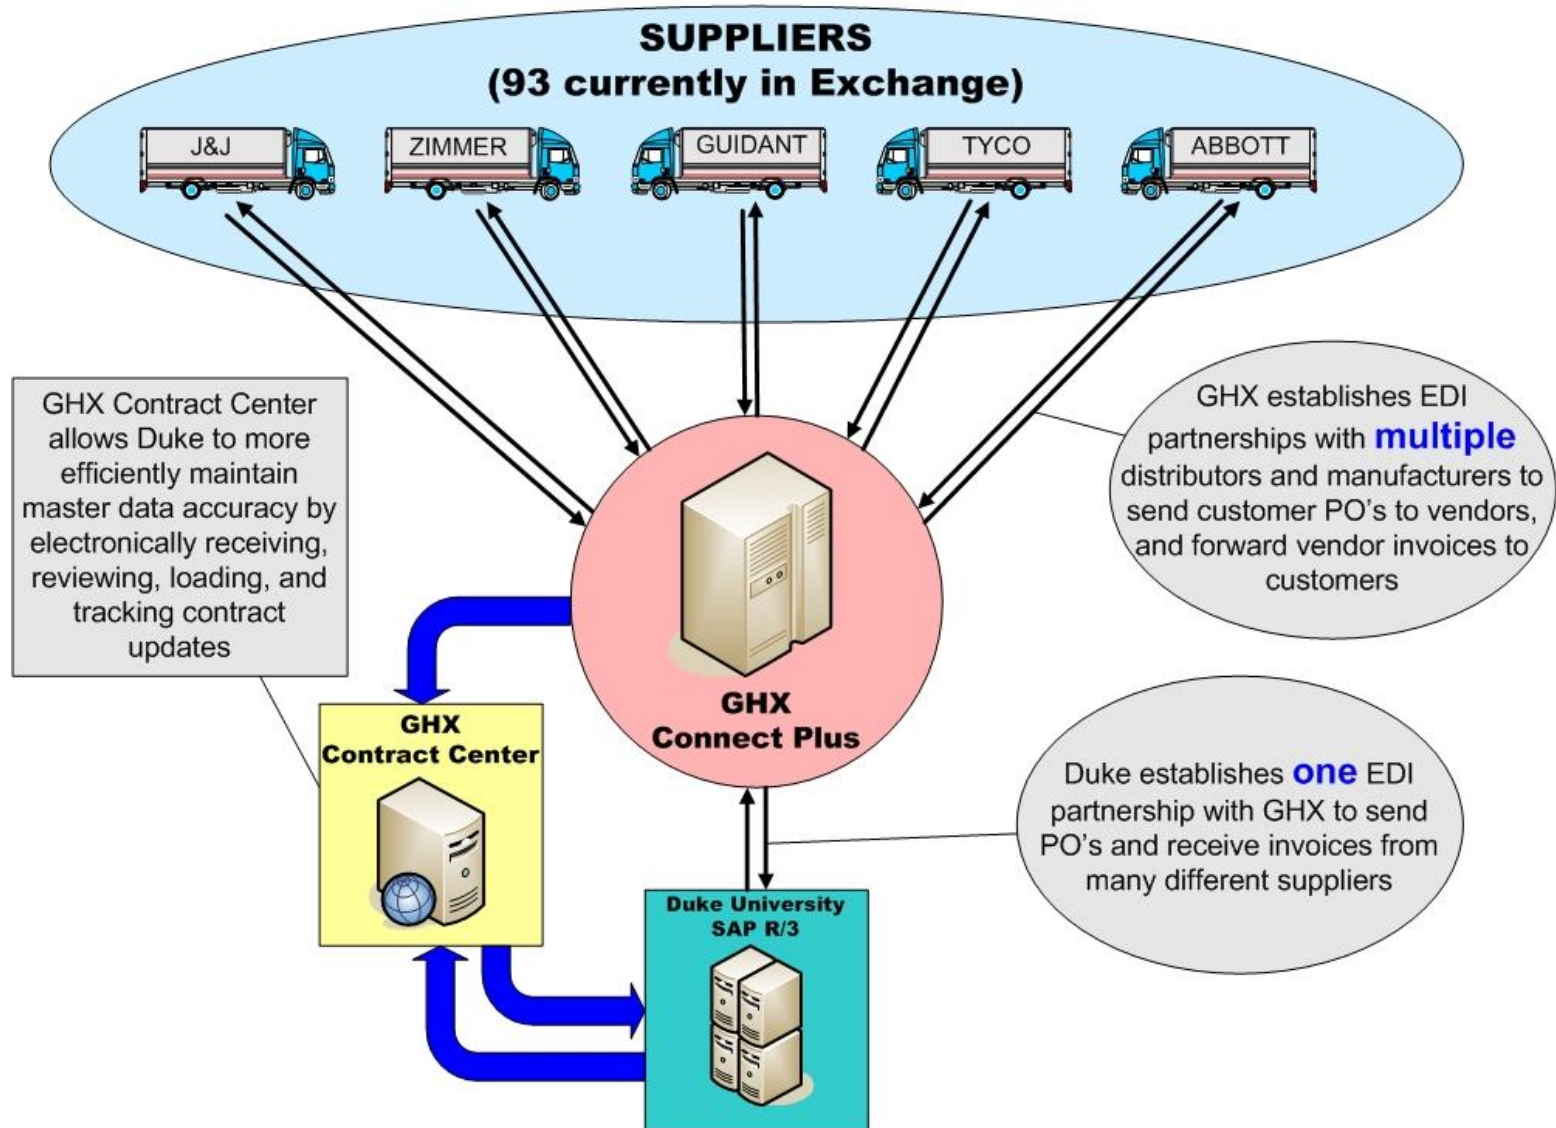 SUPPLIERS
(93 currently in Exchange)
J&J
ZIMMER
GUIDANT
TYCO
ABBOTT
GHX Contract Center
allows Duke to more
efficiently maintain
master data accuracy by
electronically receiving,
reviewing, loading, and
tracking contract
updates
GHX establishes EDI
partnerships with multiple
distributors and manufacturers to
send customer PO's to vendors,
and forward vendor invoices to
customers
GHX
Connect Plus
GHX
Contract Center
Duke establishes one EDI
partnership with GHX to send
PO's and receive invoices from
many different suppliers
Duke University
SAP R/3